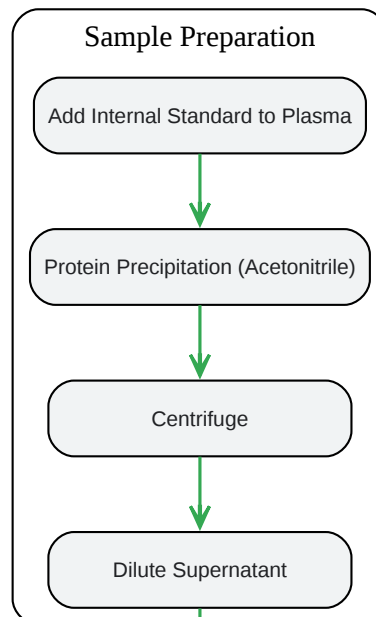 Sample Preparation
Add Internal Standard to Plasma
Protein Precipitation (Acetonitrile)
Centrifuge
Dilute Supernatant